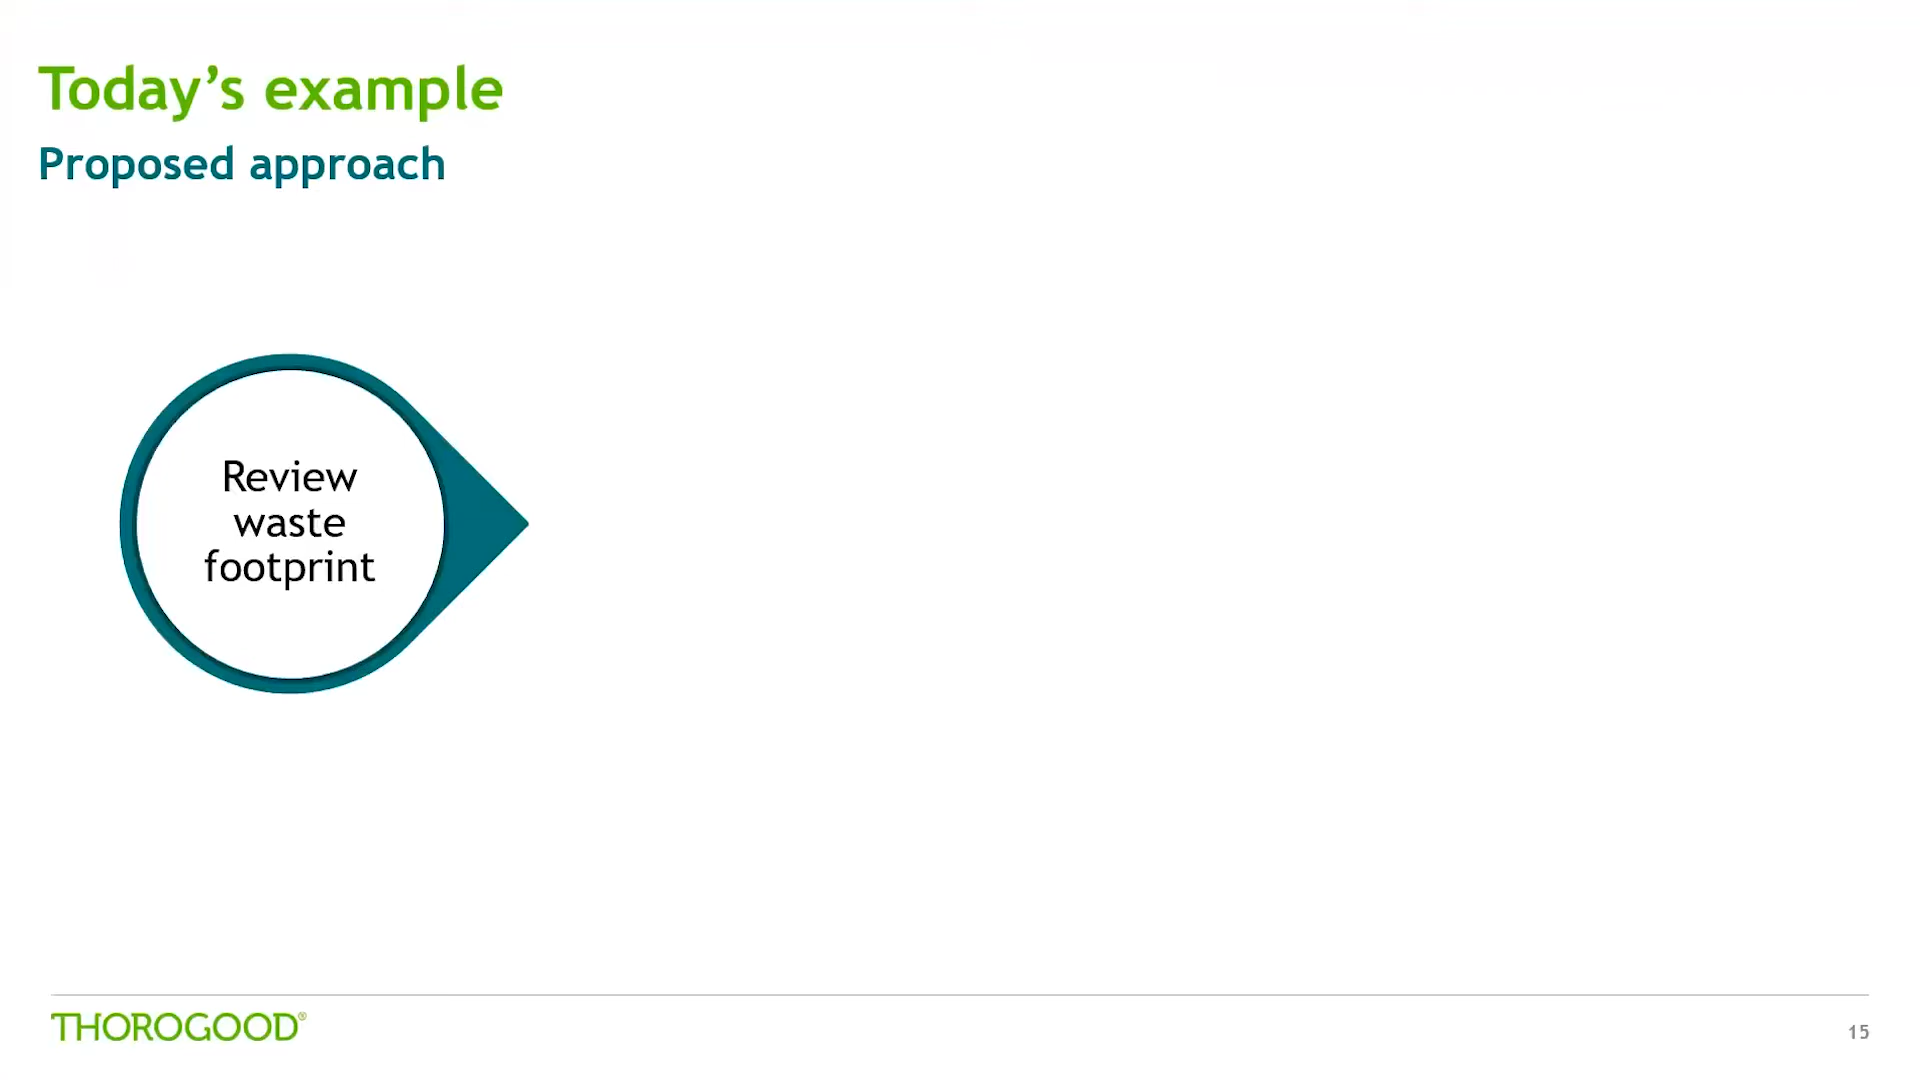 Today’s example
Proposed approach
Review
waste
footprint
THOROGOOD®
15